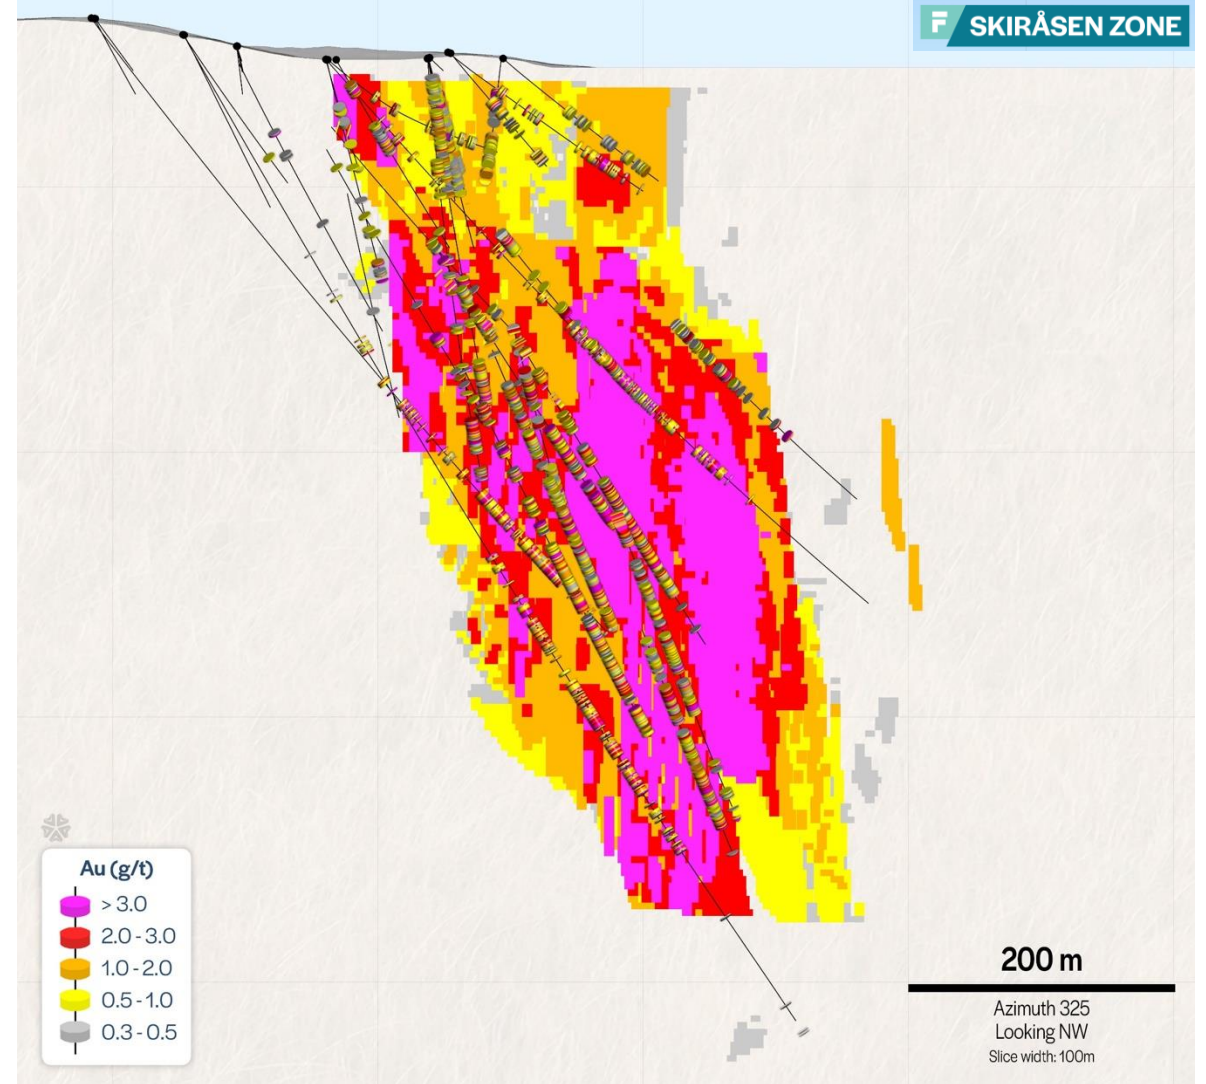 F SKIRÅSEN ZONE
Au (g/t)
> 3.0
2.0 - 3.0
1.0 - 2.0
0.5 - 1.0
0.3 - 0.5
200 m
Azimuth 325
Looking NW
Slice width: 100m